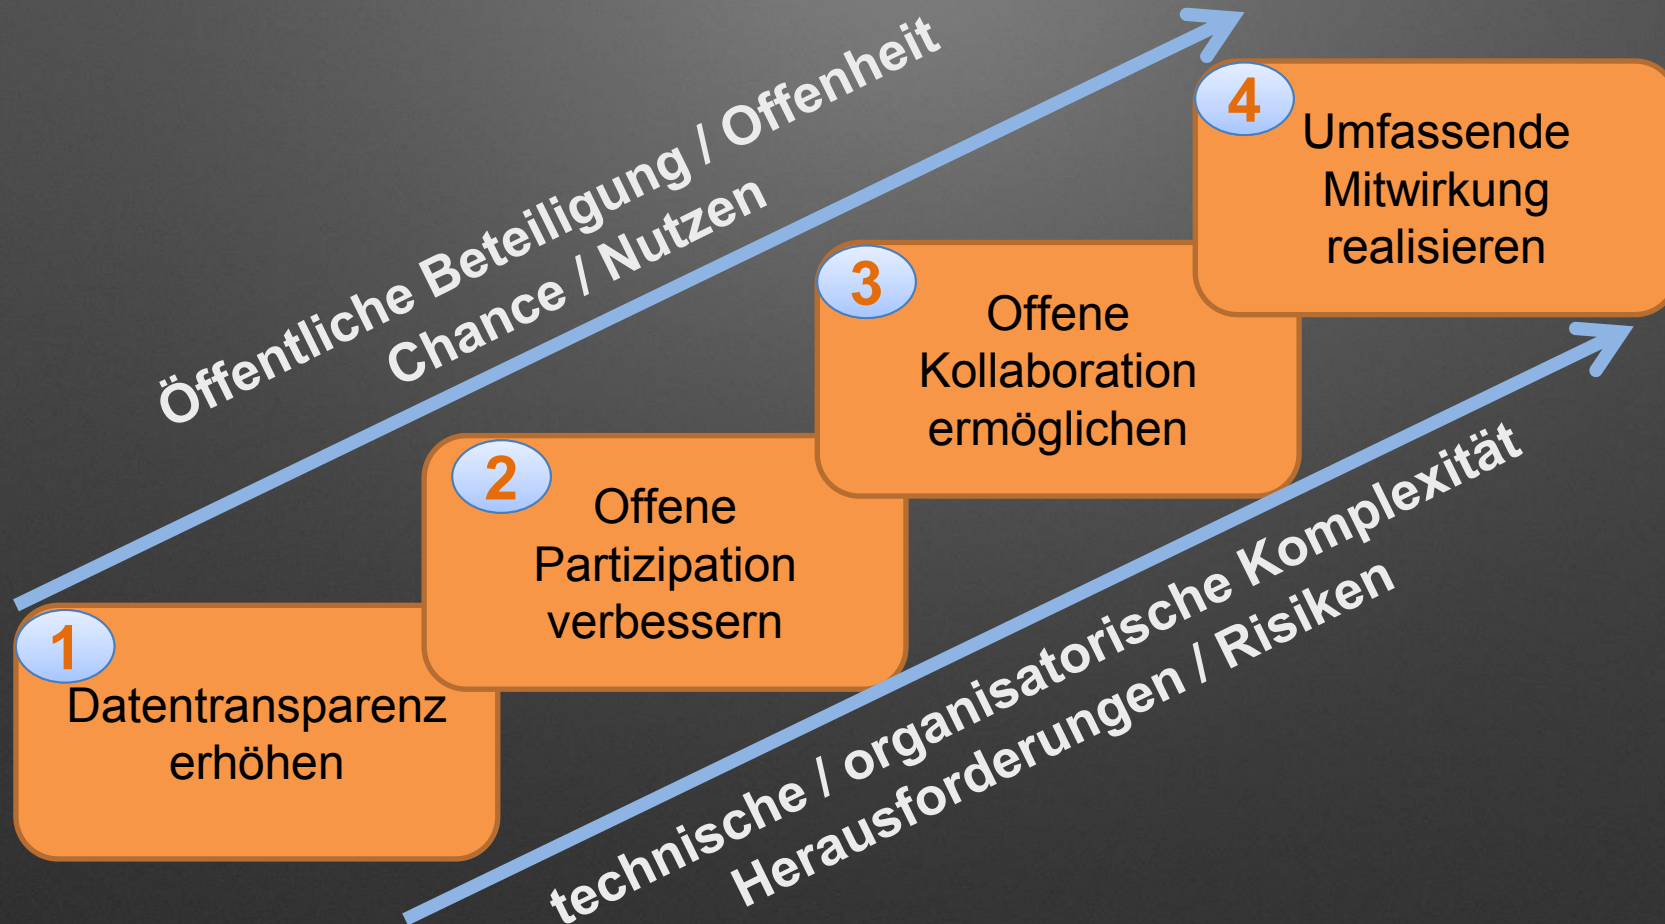 Öffentliche Beteiligung / Offenheit
Chance / Nutzen
1
Datentransparenz
erhöhen
2
Offene
Partizipation
verbessern
3
Offene
Kollaboration
ermöglichen
4
Umfassende
Mitwirkung
realisieren
technische / organisatorische Komplexität
Herausforderungen / Risiken